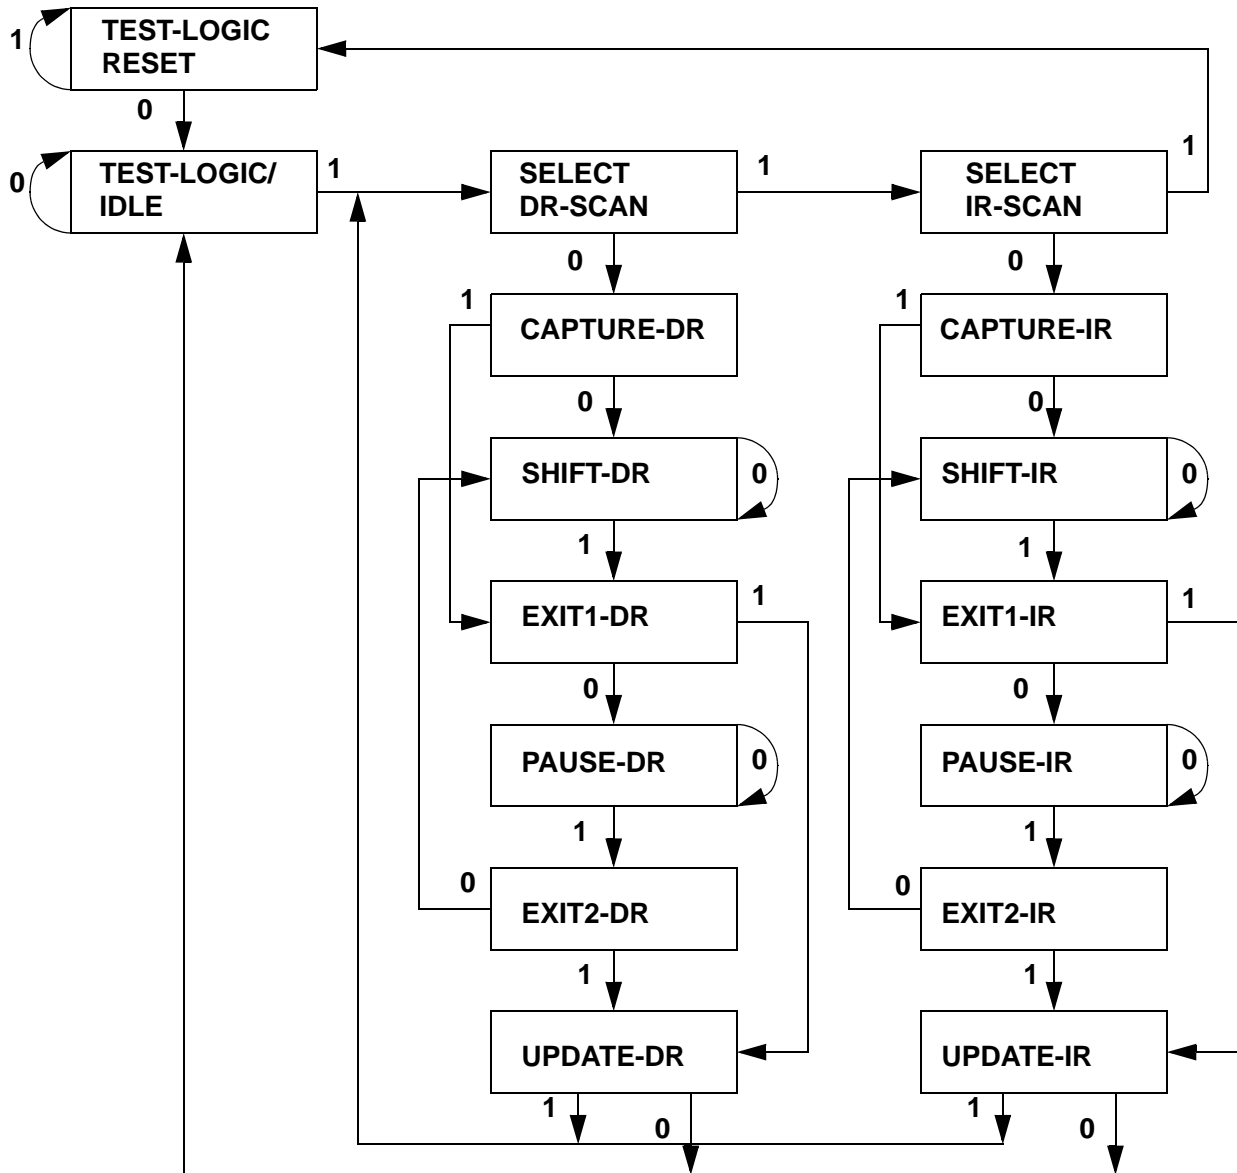 1
TEST-LOGIC
RESET
0
0
TEST-LOGIC/
IDLE
1
SELECT
DR-SCAN
1
SELECT
IR-SCAN
1
0
0
1
CAPTURE-DR
1
CAPTURE-IR
0
0
SHIFT-DR
0
SHIFT-IR
0
1
1
EXIT1-DR
1
EXIT1-IR
1
0
0
PAUSE-DR
0
PAUSE-IR
0
1
1
0
EXIT2-DR
0
EXIT2-IR
1
1
UPDATE-DR
UPDATE-IR
1
0
1
0